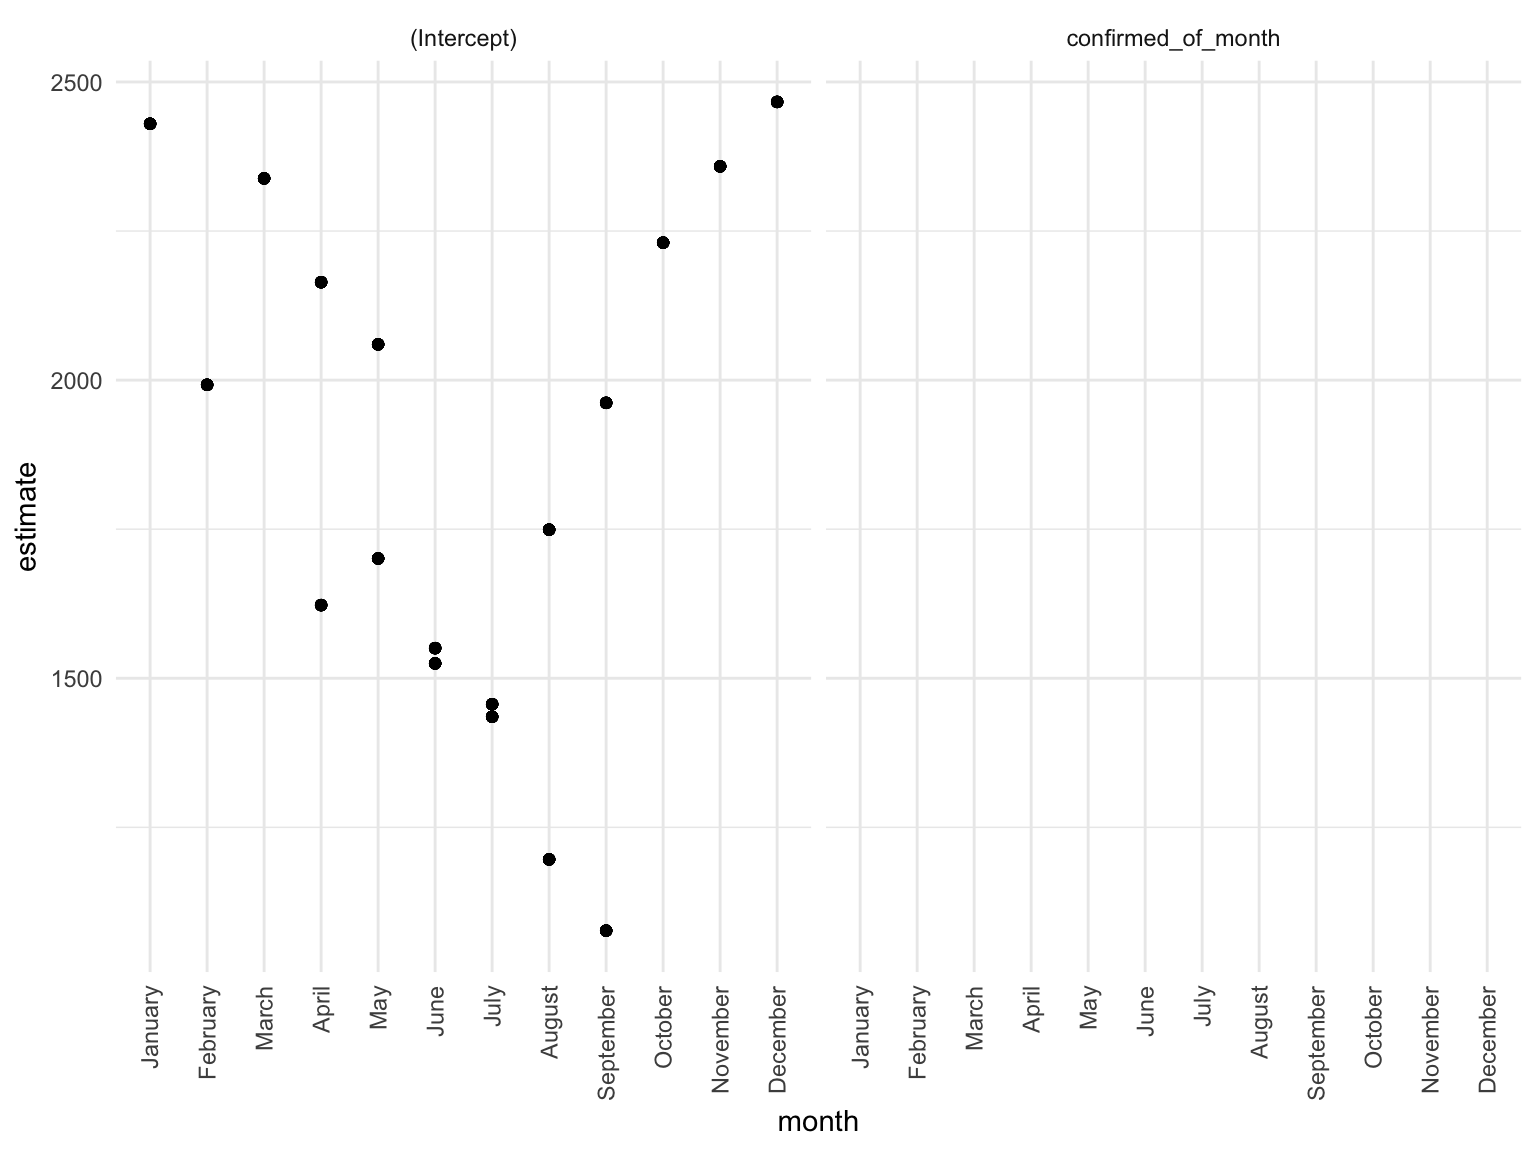 (Intercept)
confirmed_of_month
2500
2000
1500
estimate
January
February
March
April
May
June
July
August
September
October
November
December
January
February
March
April
May
June
July
August
September
October
November
December
month